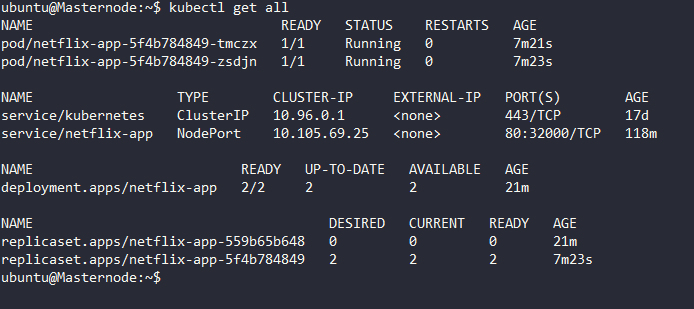 ubuntu@Masternode:~$ kubectl get all
NAME READY STATUS RESTARTS AGE
pod/netflix-app-5f4b784849-tmczx 1/1 Running 0 7m21s
pod/netflix-app-5f4b784849-zsdjn 1/1 Running 0 7m23s
NAME TYPE CLUSTER-IP EXTERNAL-IP PORT(S) AGE
service/kubernetes ClusterIP 10.96.0.1 <none> 443/TCP 17d
service/netflix-app NodePort 10.105.69.25 <none> 80:32000/TCP 118m
NAME READY UP-TO-DATE AVAILABLE AGE
deployment.apps/netflix-app 2/2 2 2 21m
NAME DESIRED CURRENT READY AGE
replicaset.apps/netflix-app-559b65b648 0 0 0 21m
replicaset.apps/netflix-app-5f4b784849 2 2 2 7m23s
ubuntu@Masternode:~$